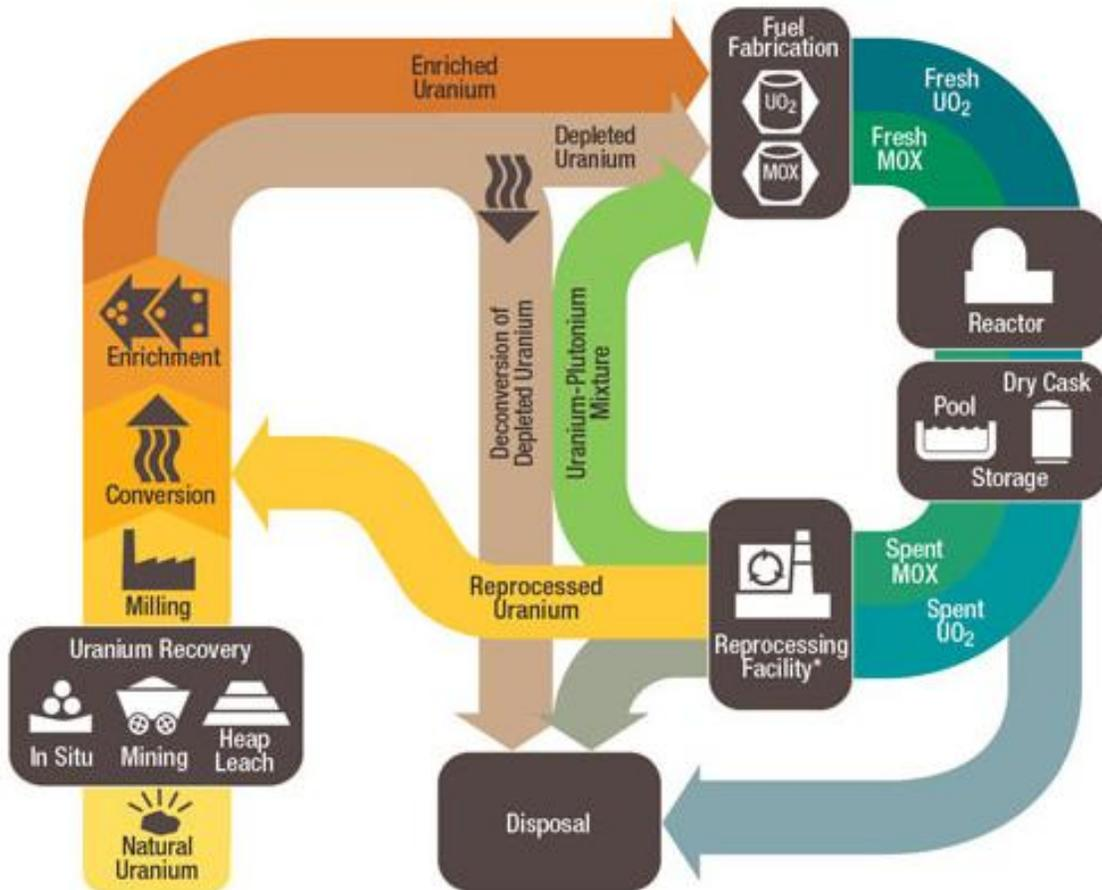 Fuel
Fabrication
UO₂
MOX
Enriched
Uranium
Depleted
Uranium
Fresh
UO₂
Fresh
MOX
Reactor
Enrichment
Deconversion of
Depleted Uranium
Uranium-Plutonium
Mixture
Dry Cask
Pool
Storage
Conversion
Milling
Reprocessed
Uranium
Spent
MOX
Spent
UO₂
Reprocessing
Facility*
Uranium Recovery
In Situ
Mining
Heap
Leach
Disposal
Natural
Uranium